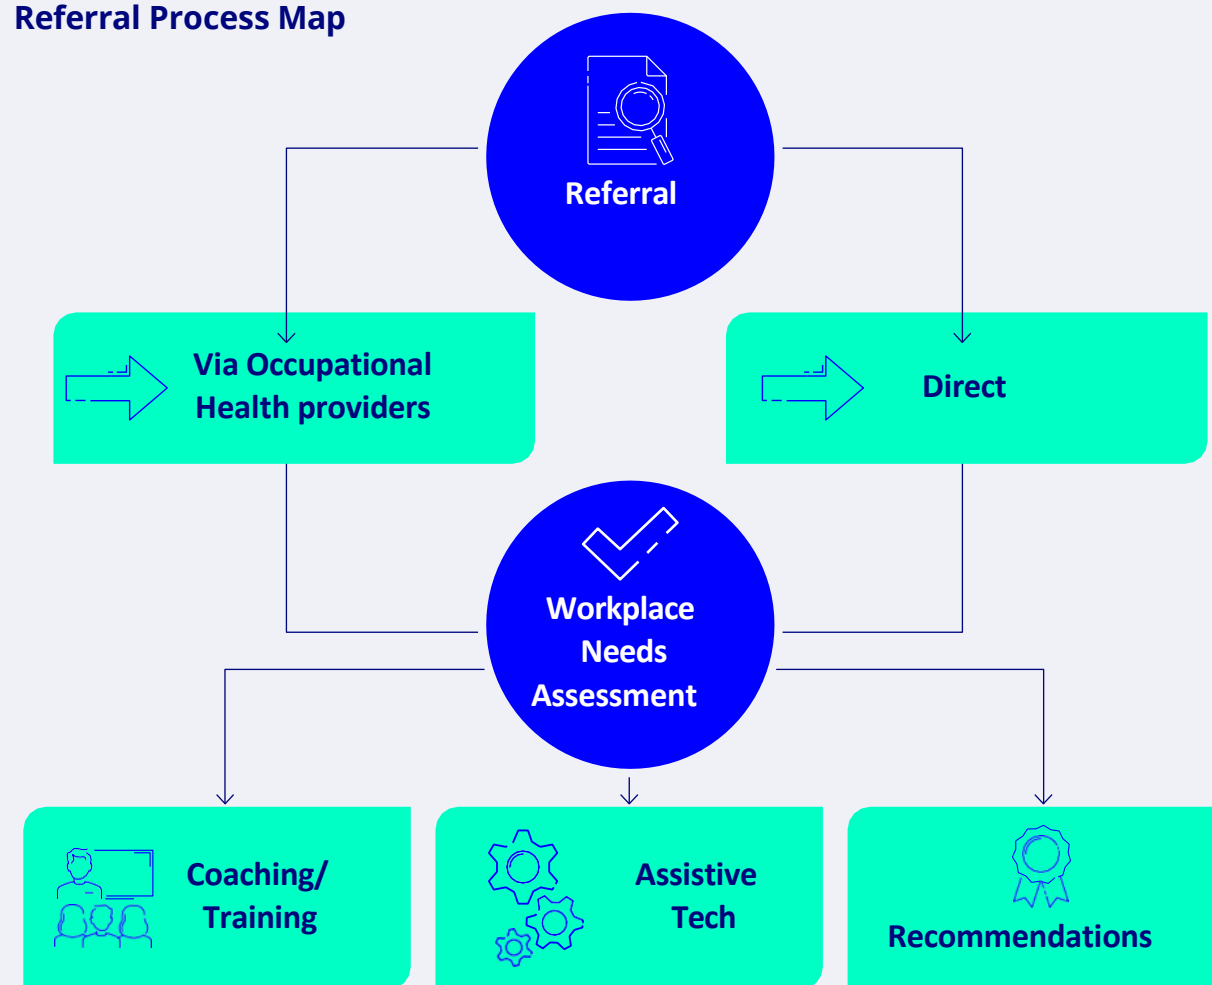 Referral Process Map
Referral
Via Occupational
Health providers
Direct
Workplace
Needs
Assessment
Coaching/
Training
Assistive
Tech
Recommendations